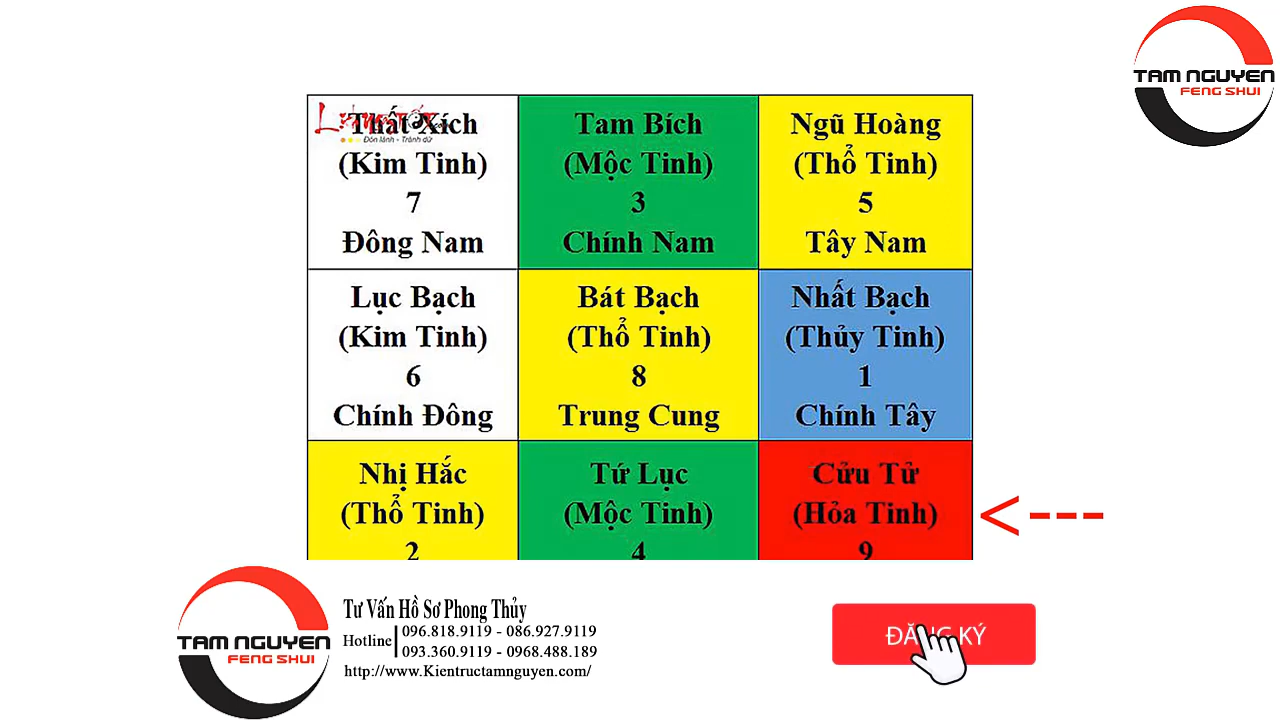 TAM NGUYEN
FENG SHUI
Thất Xích
Đón lành - Tránh dữ
(Kim Tinh)
7
Đông Nam
Tam Bích
(Mộc Tinh)
3
Chính Nam
Ngũ Hoàng
(Thổ Tinh)
5
Tây Nam
Lục Bạch
(Kim Tinh)
6
Chính Đông
Bát Bạch
(Thổ Tinh)
8
Trung Cung
Nhất Bạch
(Thủy Tinh)
1
Chính Tây
Nhị Hắc
(Thổ Tinh)
2
Tứ Lục
(Mộc Tinh)
4
Cửu Tử
(Hỏa Tinh)
9
TAM NGUYEN
FENG SHUI
Tư Vấn Hồ Sơ Phong Thủy
Hotline
096.818.9119 - 086.927.9119
093.360.9119 - 0968.488.189
http://www.Kientructamnguyen.com/
ĐĂNG KÝ